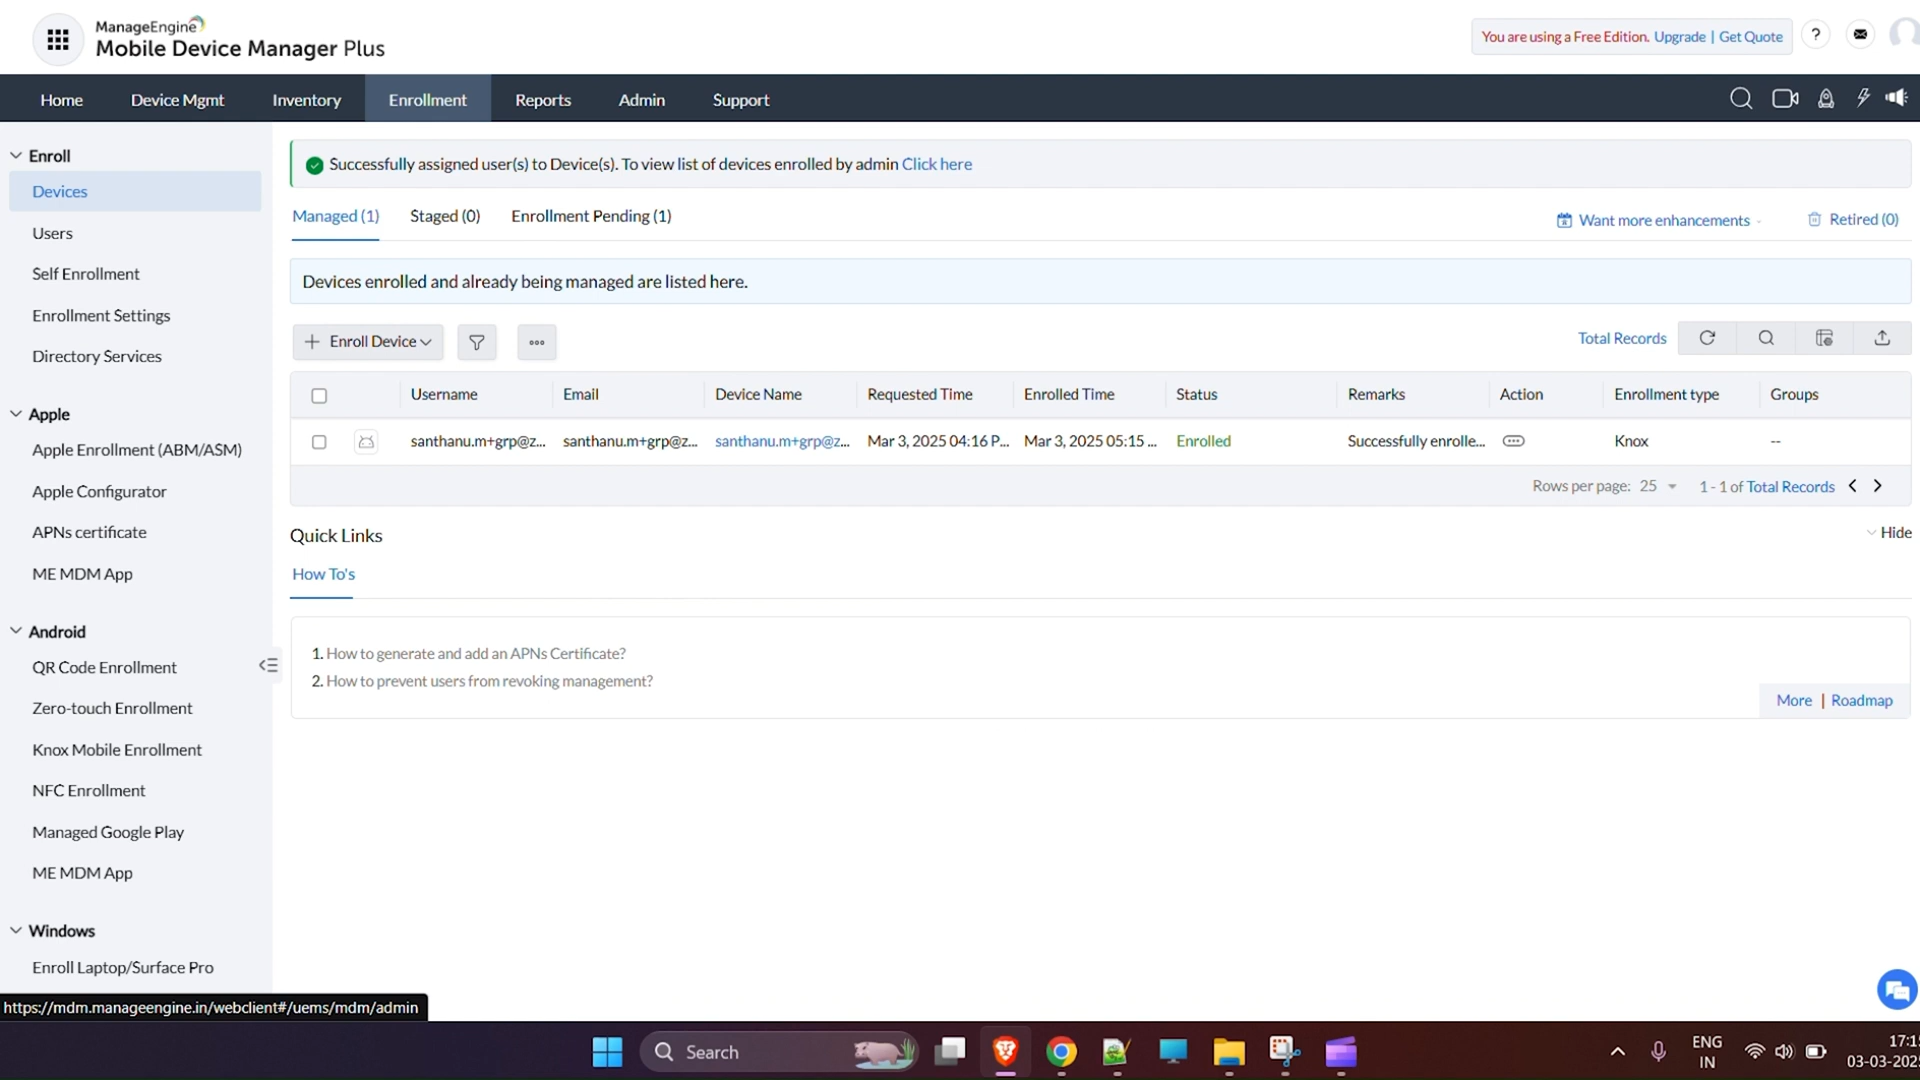 ManageEngine
Mobile Device Manager Plus
You are using a Free Edition. Upgrade | Get Quote
?
Home Device Mgmt Inventory Enrollment Reports Admin Support
Enroll
Devices
Users
Self Enrollment
Enrollment Settings
Directory Services
Apple
Apple Enrollment (ABM/ASM)
Apple Configurator
APNs certificate
ME MDM App
Android
QR Code Enrollment
Zero-touch Enrollment
Knox Mobile Enrollment
NFC Enrollment
Managed Google Play
ME MDM App
Windows
Enroll Laptop/Surface Pro
https://mdm.manageengine.in/webclient#/uems/mdm/admin
Successfully assigned user(s) to Device(s). To view list of devices enrolled by admin Click here
Managed (1) Staged (0) Enrollment Pending (1)
Want more enhancements - Retired (0)
Devices enrolled and already being managed are listed here.
+ Enroll Device
Total Records
Username Email Device Name Requested Time Enrolled Time Status Remarks Action Enrollment type Groups
santhanu.m+grp@z... santhanu.m+grp@z... santhanu.m+grp@z... Mar 3, 2025 04:16 P... Mar 3, 2025 05:15 ... Enrolled Successfully enrolle... Knox --
Rows per page: 25 1 - 1 of Total Records
Quick Links
Hide
How To's
1. How to generate and add an APNs Certificate?
2. How to prevent users from revoking management?
More | Roadmap
Search
ENG
IN
03-03-202